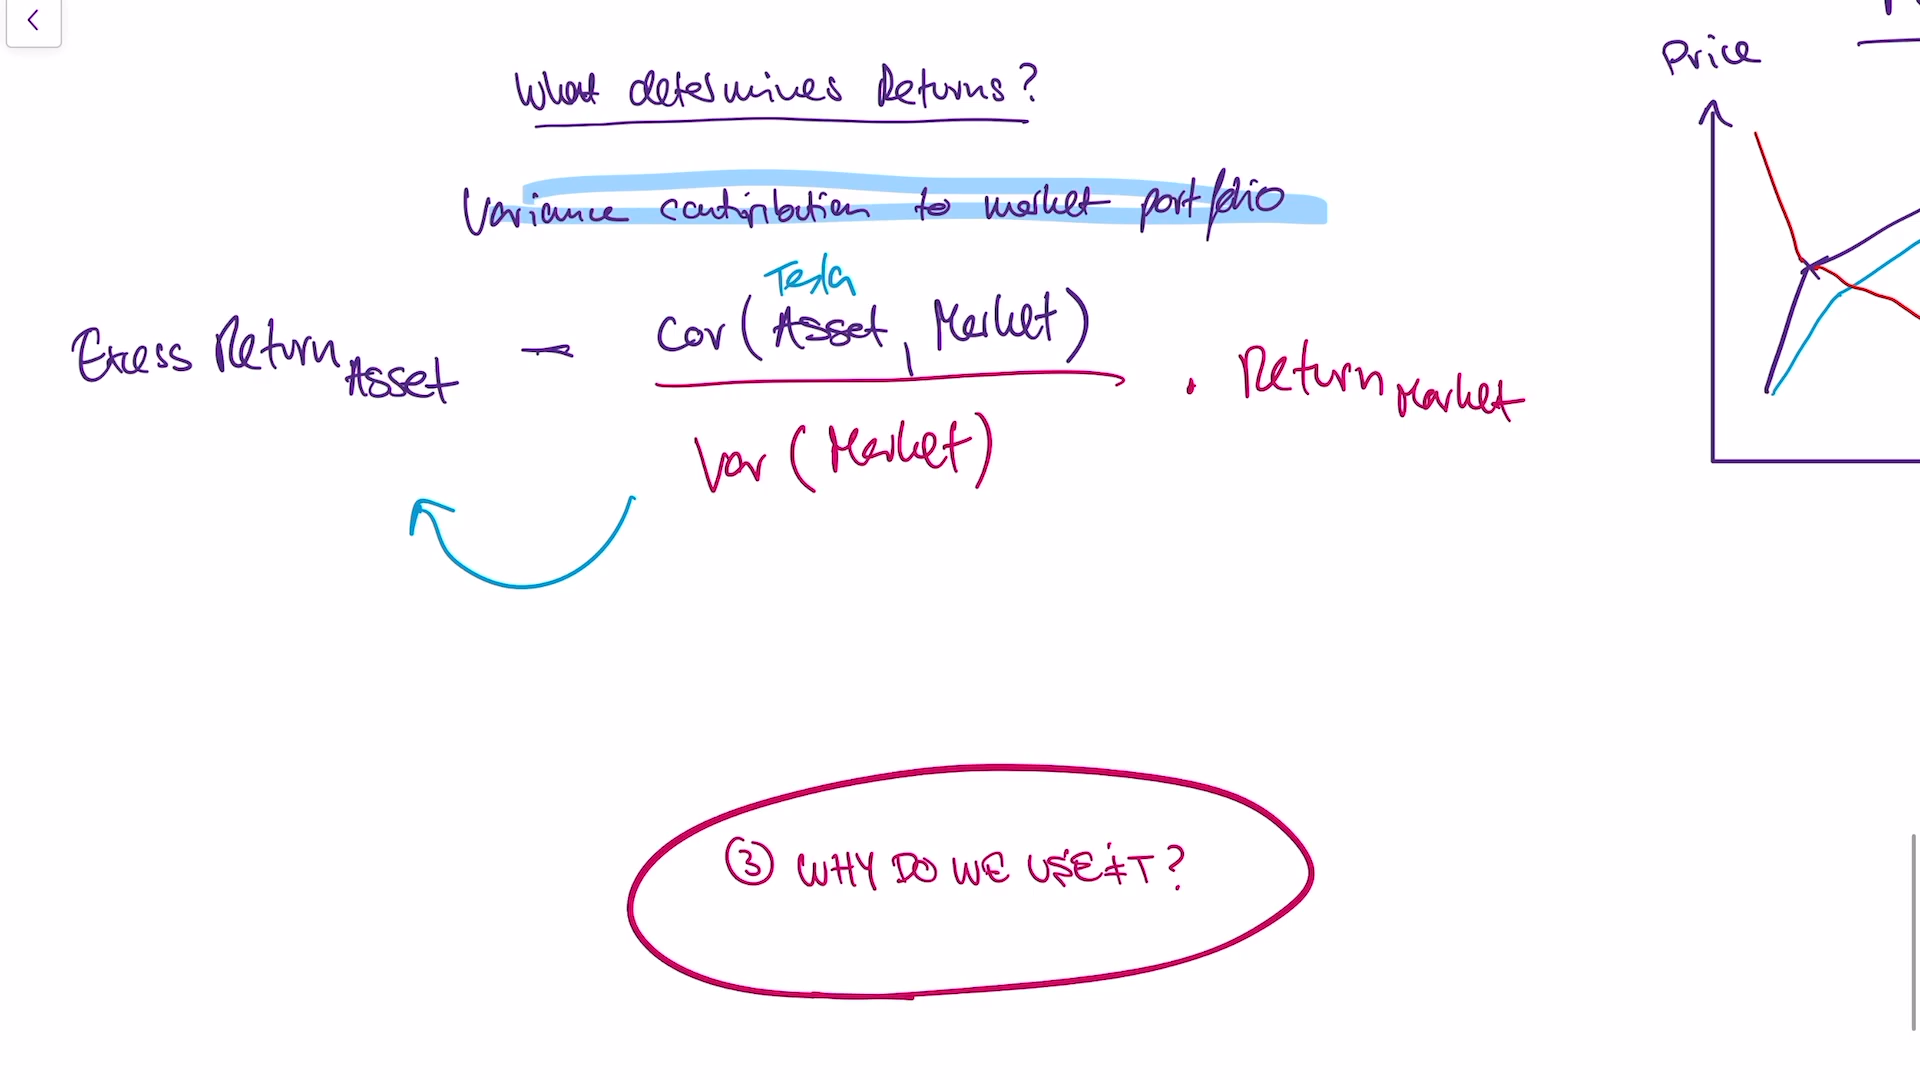 What determines Returns?
Price
Variance contribution to market portfolio
Tesla
Excess Return Asset - Cov (Asset, Market) . Return Market
Var (Market)
③ WHY DO WE USE IT?